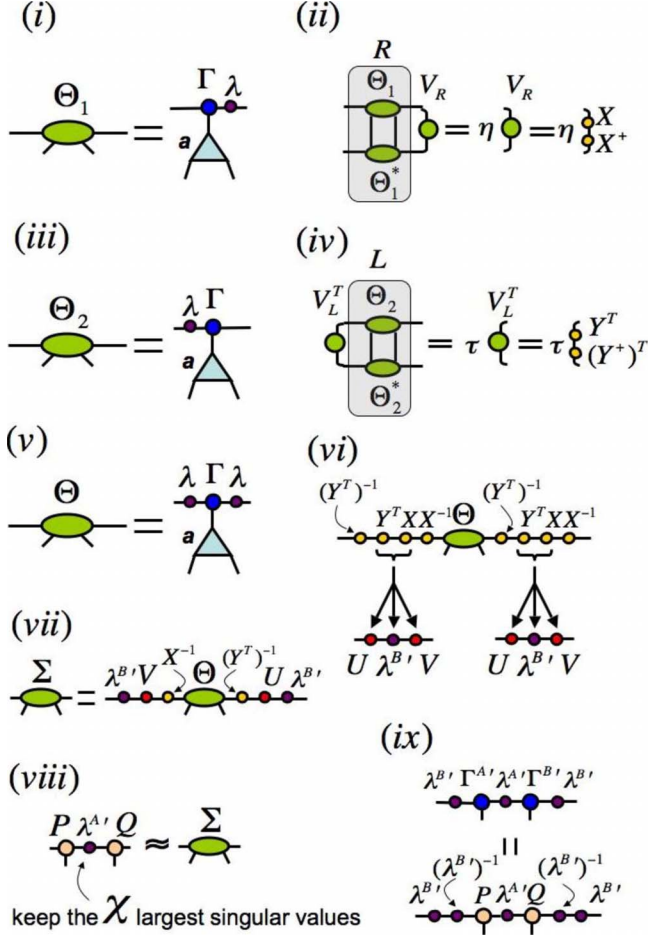 (i)
Θ₁ = Γ λ
a
(ii)
R
Θ₁ V_R V_R
= η = η X
X⁺
Θ₁*
(iii)
Θ₂ = λ Γ
a
(iv)
L
V_L^T Θ₂ V_L^T
= τ = τ Y^T
(Y⁺)^T
Θ₂*
(v)
Θ = λ Γ λ
a
(vi)
(Y^T)⁻¹ Y^T X X⁻¹ Θ (Y^T)⁻¹ Y^T X X⁻¹
U λ^B' V U λ^B' V
(vii)
Σ = λ^B' V X⁻¹ Θ (Y^T)⁻¹ U λ^B'
(viii)
P λ^A' Q ≈ Σ
keep the χ largest singular values
(ix)
λ^B' Γ^A' λ^A' Γ^B' λ^B'
=
(λ^B')⁻¹ (λ^B')⁻¹
λ^B' P λ^A' Q λ^B'